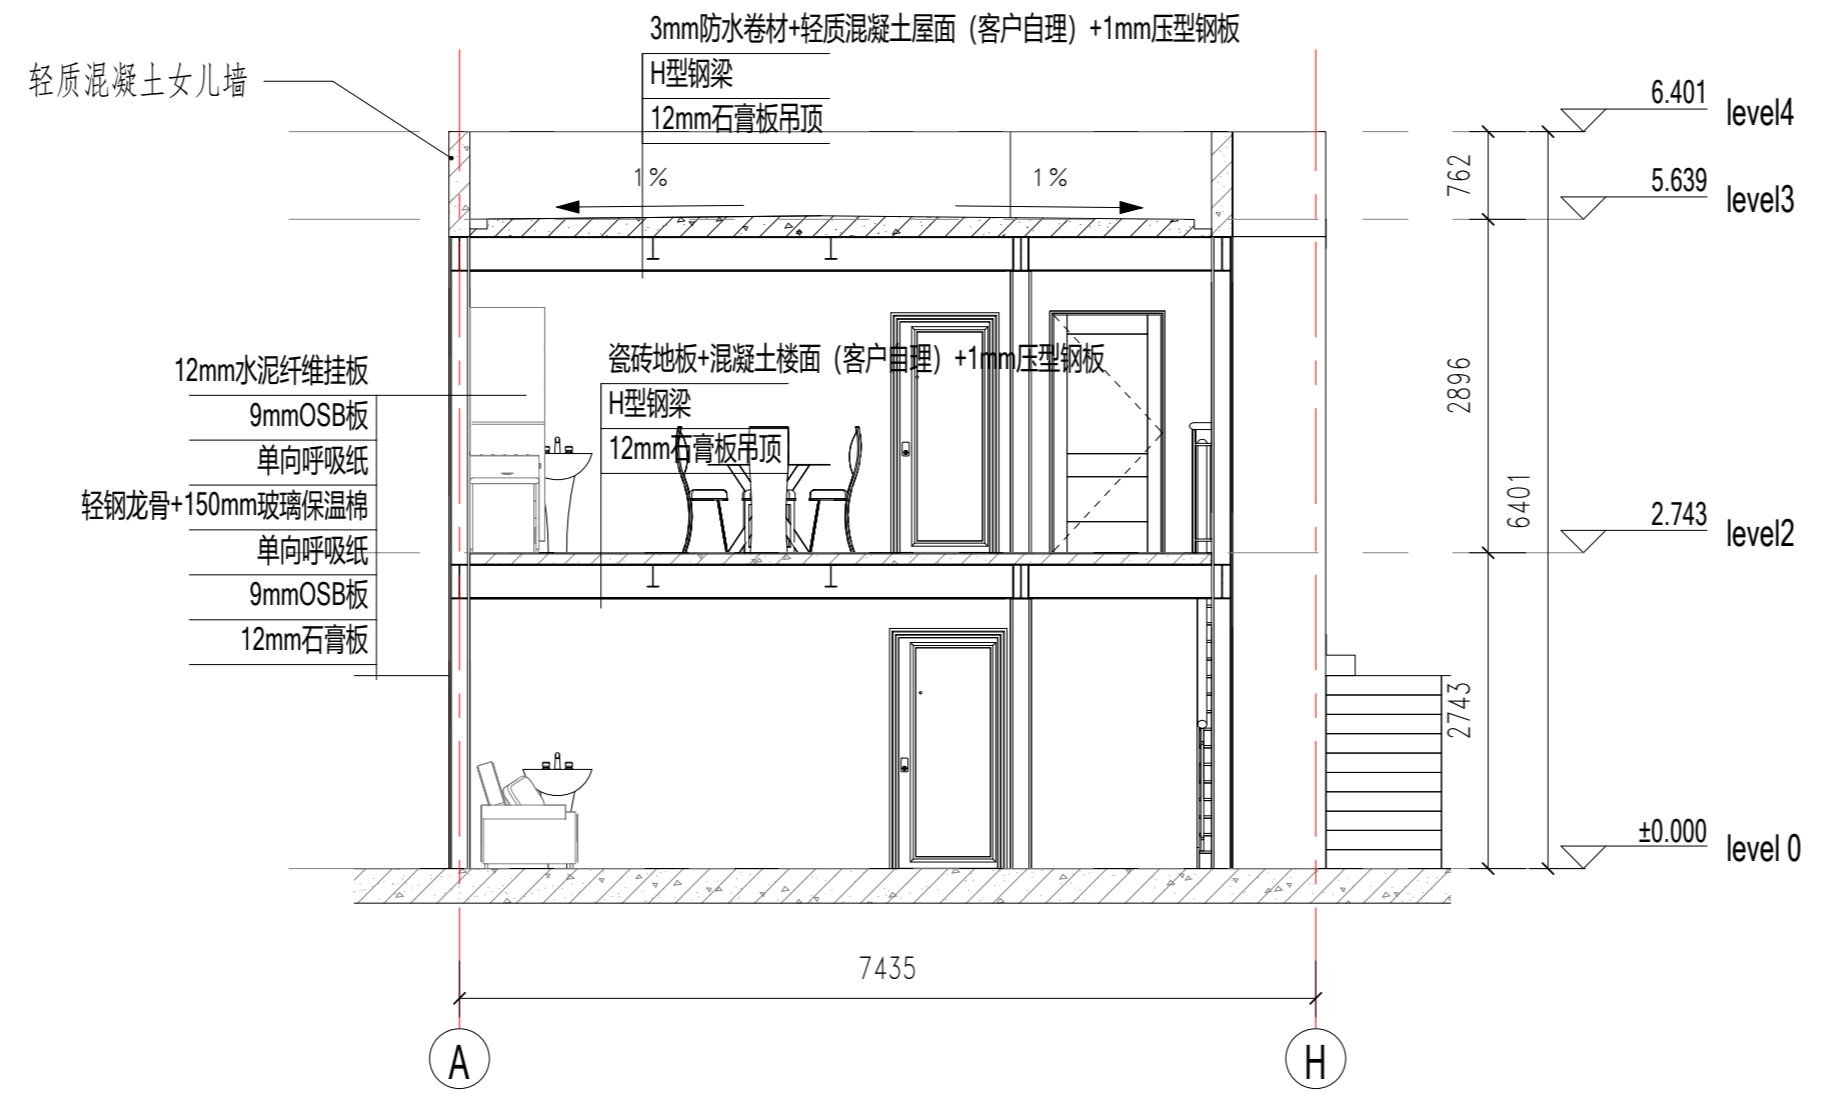 3mm防水卷材+轻质混凝土屋面（客户自理）+1mm压型钢板
H型钢梁
12mm石膏板吊顶
轻质混凝土女儿墙
1%
1%
6.401
level4
762
5.639
level3
12mm水泥纤维挂板
9mmOSB板
单向呼吸纸
轻钢龙骨+150mm玻璃保温棉
单向呼吸纸
9mmOSB板
12mm石膏板
瓷砖地板+混凝土楼面（客户自理）+1mm压型钢板
H型钢梁
12mm石膏板吊顶
2896
6401
2.743
level2
2743
±0.000
level 0
7435
A
H